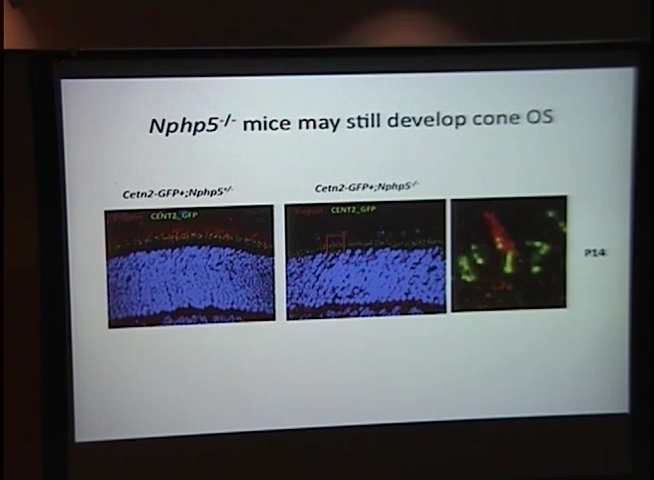 Nphp5-/- mice may still develop cone OS
Cetn2-GFP+;Nphp5+/-
Cetn2-GFP+;Nphp5-/-
CENT2_GFP
CENT2_GFP
P14